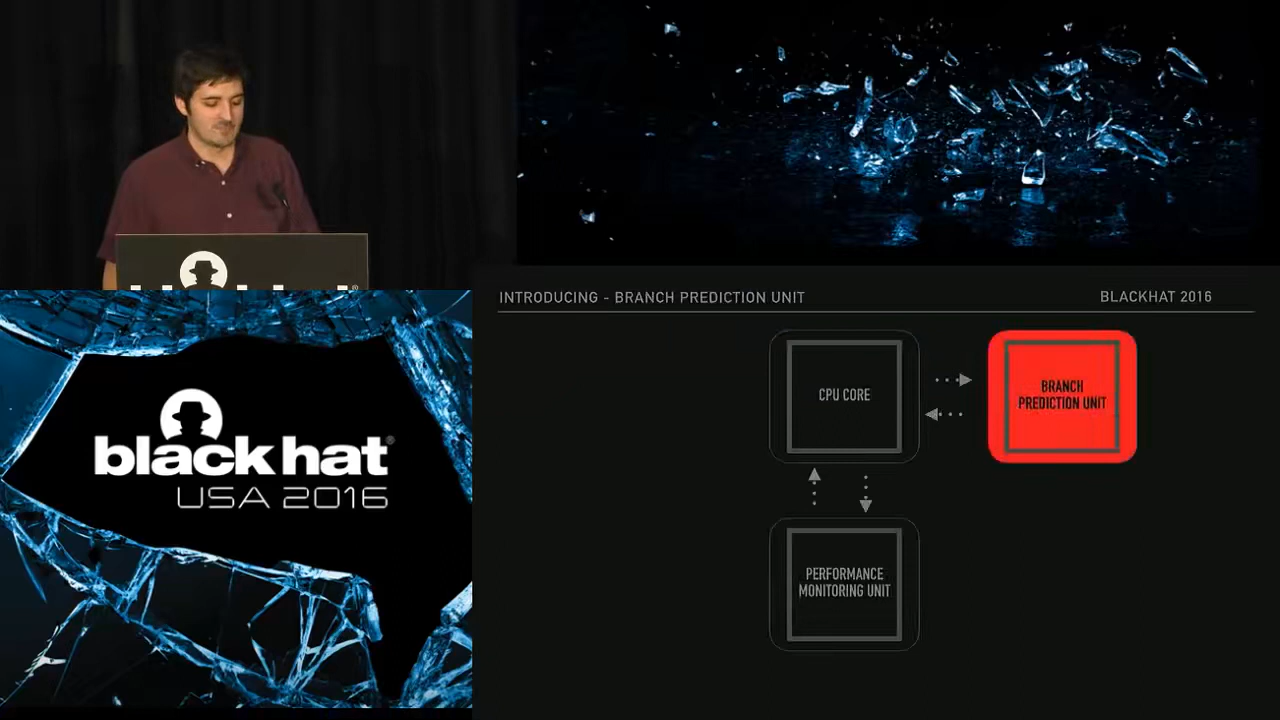 INTRODUCING - BRANCH PREDICTION UNIT
BLACKHAT 2016
CPU CORE
BRANCH
PREDICTION UNIT
PERFORMANCE
MONITORING UNIT
black hat®
USA 2016